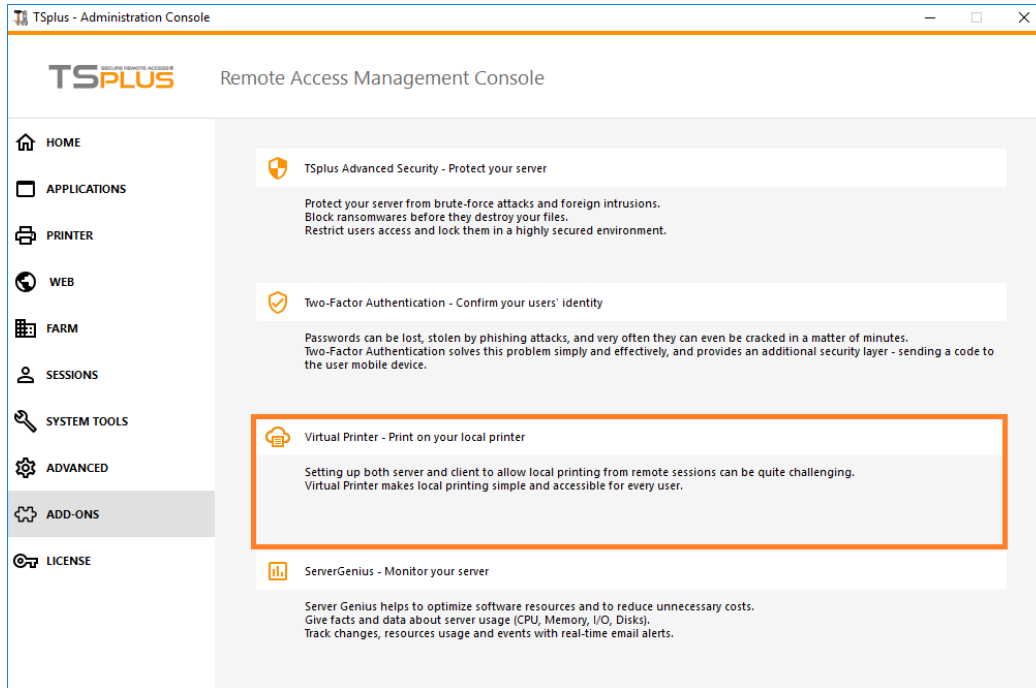 TSplus - Administration Console
SECURE REMOTE ACCESS®
TSPLUS
Remote Access Management Console
HOME
APPLICATIONS
PRINTER
WEB
FARM
SESSIONS
SYSTEM TOOLS
ADVANCED
ADD-ONS
LICENSE
TSplus Advanced Security - Protect your server
Protect your server from brute-force attacks and foreign intrusions.
Block ransomwares before they destroy your files.
Restrict users access and lock them in a highly secured environment.
Two-Factor Authentication - Confirm your users' identity
Passwords can be lost, stolen by phishing attacks, and very often they can even be cracked in a matter of minutes.
Two-Factor Authentication solves this problem simply and effectively, and provides an additional security layer - sending a code to
the user mobile device.
Virtual Printer - Print on your local printer
Setting up both server and client to allow local printing from remote sessions can be quite challenging.
Virtual Printer makes local printing simple and accessible for every user.
ServerGenius - Monitor your server
Server Genius helps to optimize software resources and to reduce unnecessary costs.
Give facts and data about server usage (CPU, Memory, I/O, Disks).
Track changes, resources usage and events with real-time email alerts.